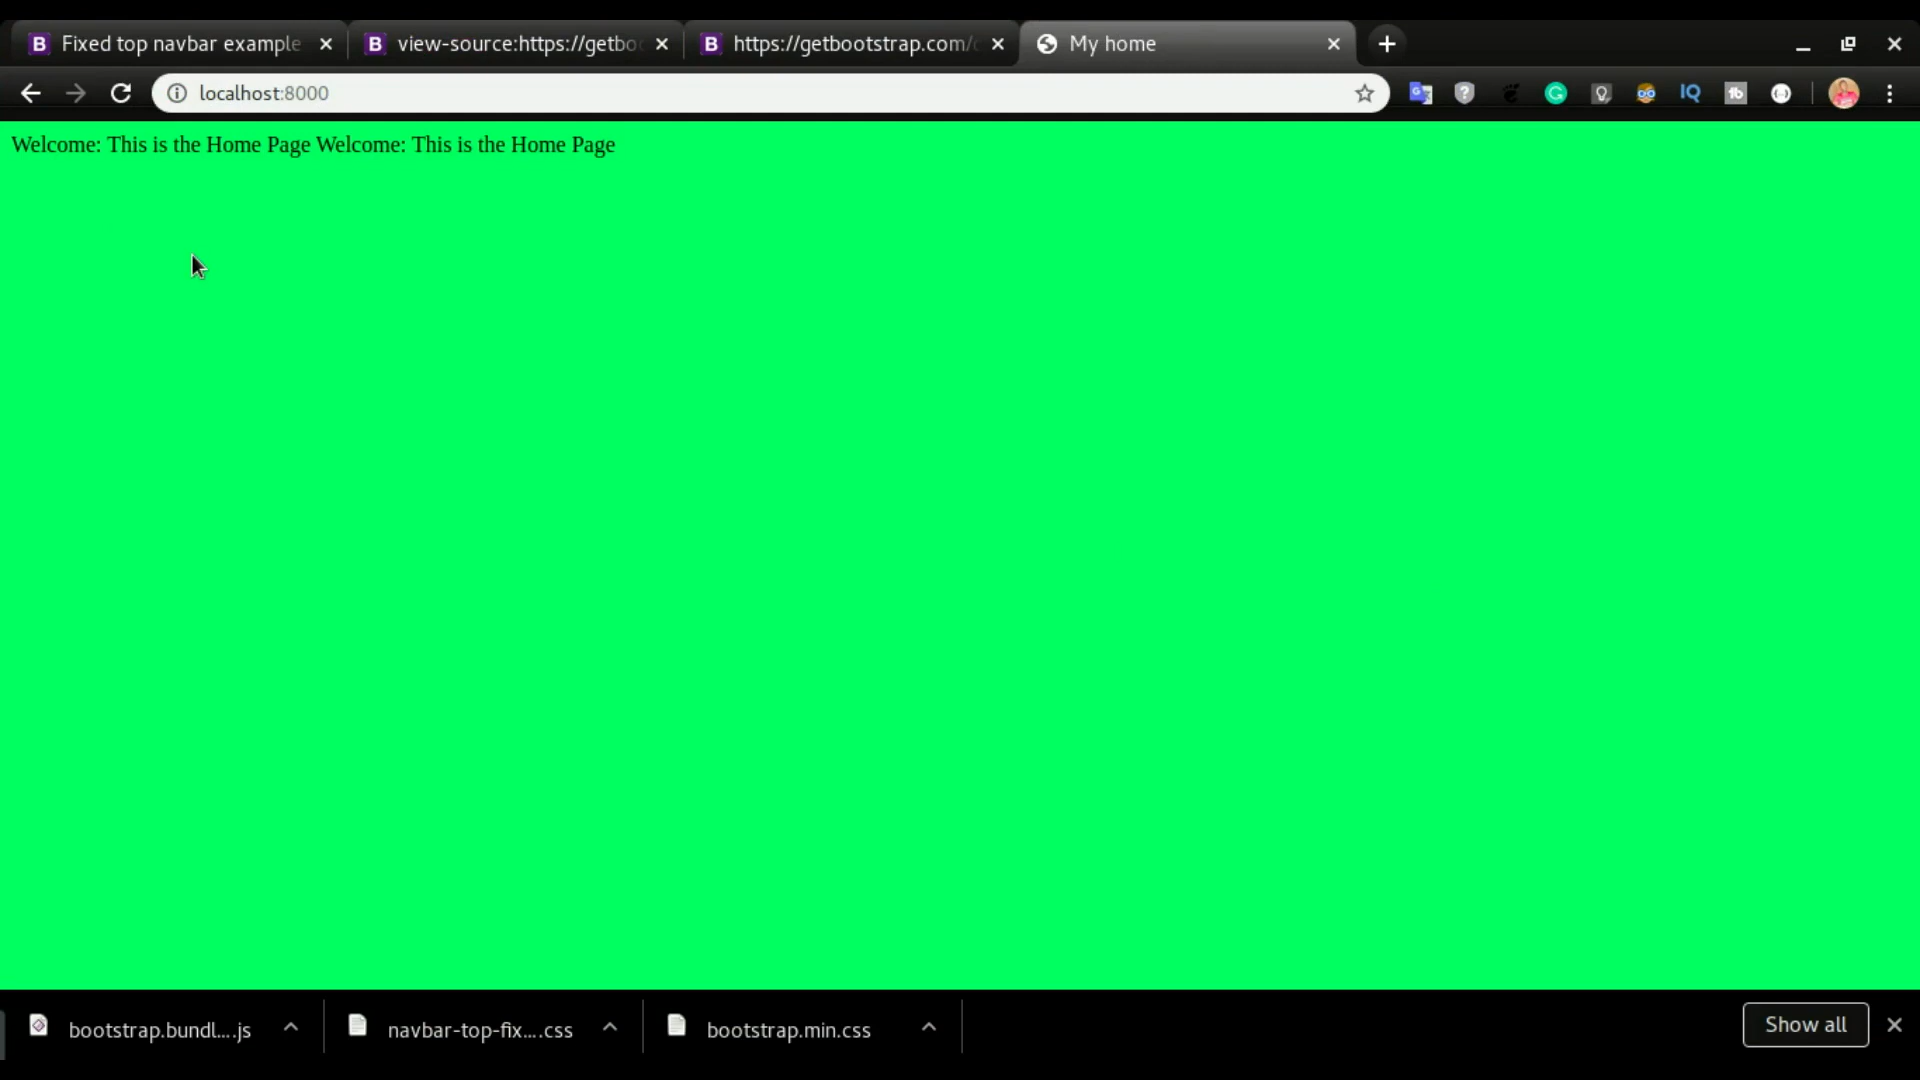 Fixed top navbar example
view-source:https://getboo
https://getbootstrap.com/
My home
localhost:8000
IQ
Welcome: This is the Home Page Welcome: This is the Home Page
bootstrap.bundl....js
navbar-top-fix....css
bootstrap.min.css
Show all